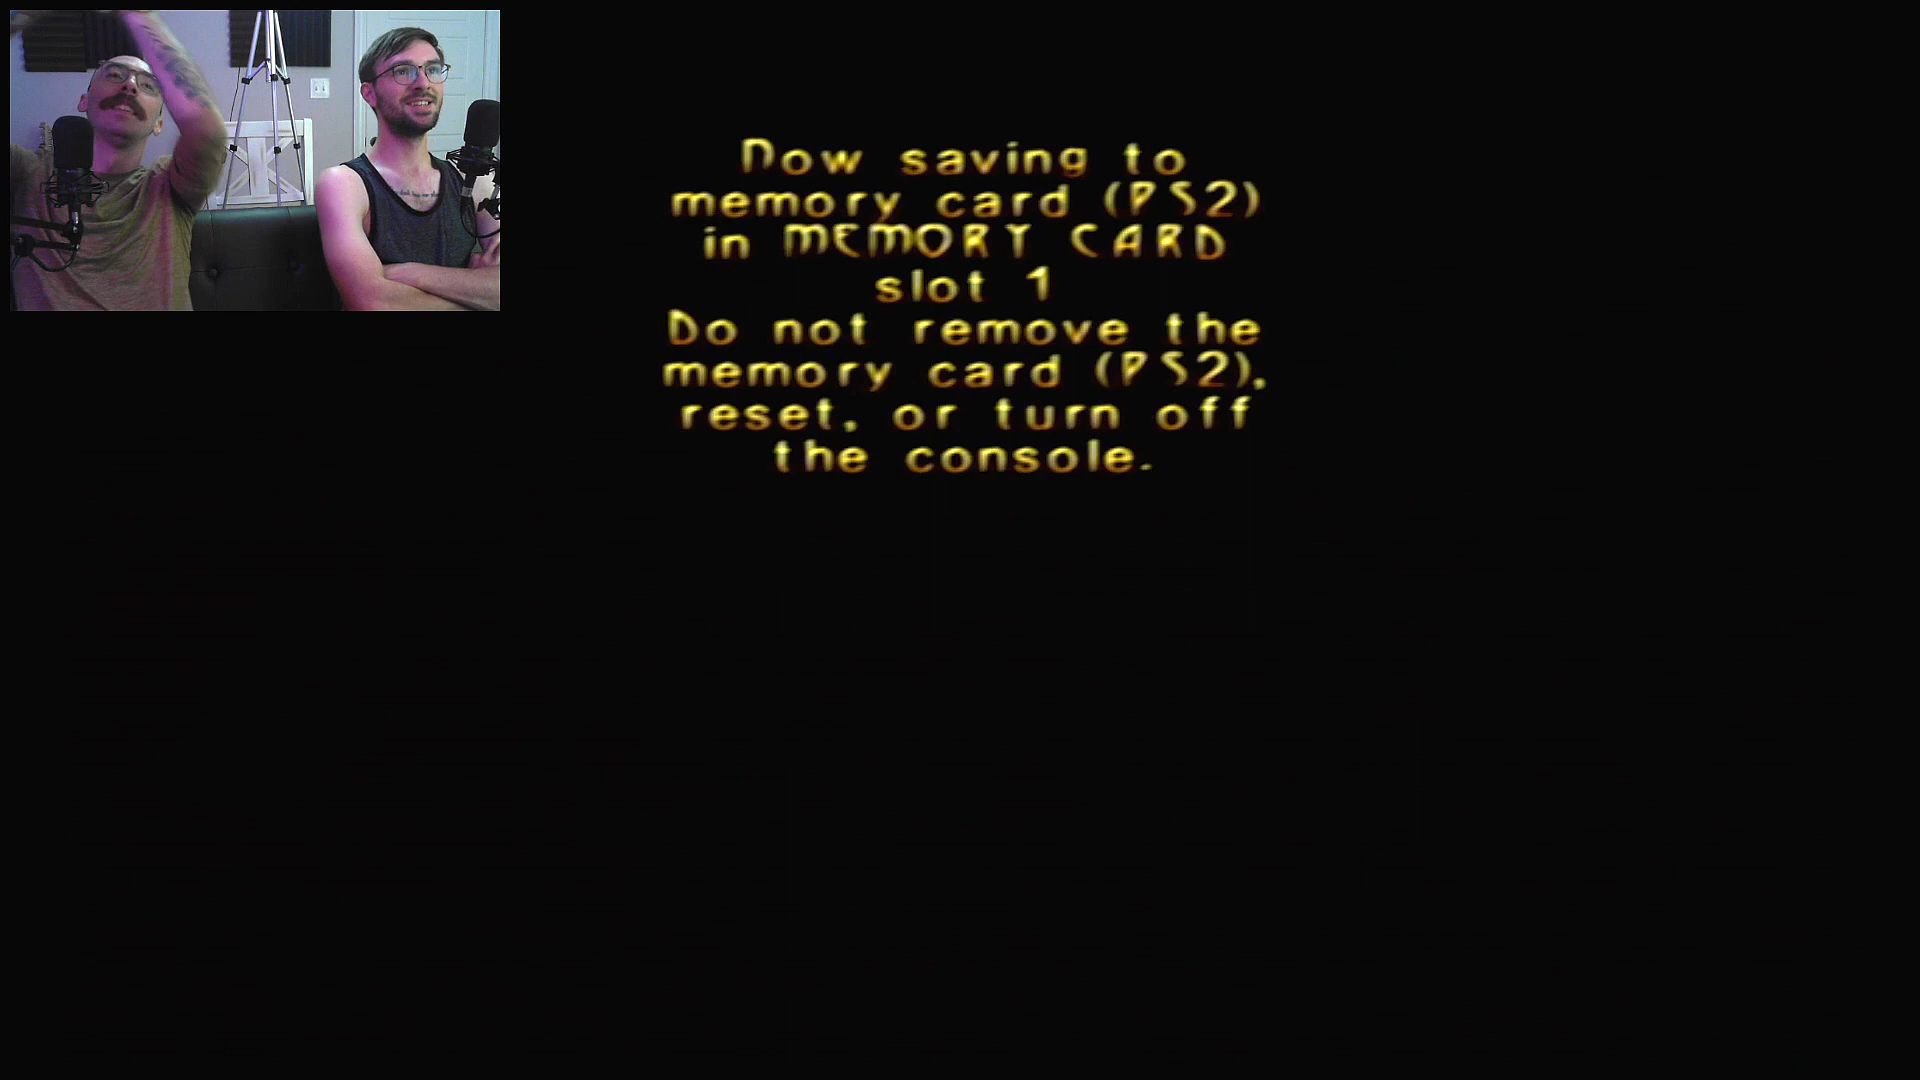 Now saving to
memory card (PS2)
in MEMORY CARD
slot 1
Do not remove the
memory card (PS2),
reset, or turn off
the console.